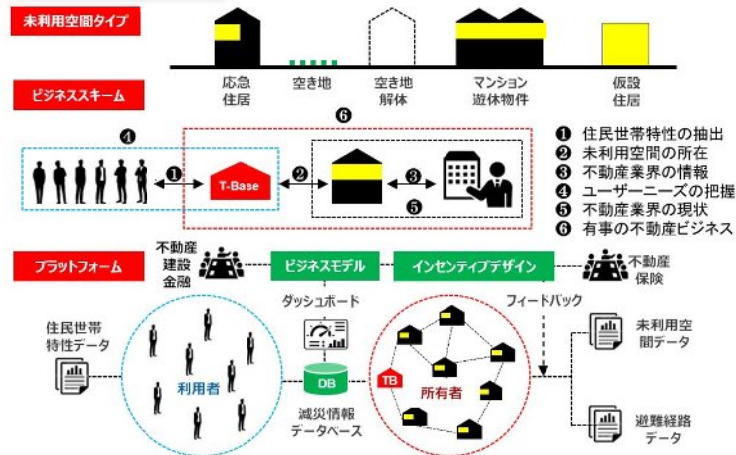 未利用空間タイプ
応急
住居
空き地
空き地
解体
マンション
遊休物件
仮設
住居
ビジネススキーム
❻
❹
❶
T-Base
❷
❸
❺
❶ 住民世帯特性の抽出
❷ 未利用空間の所在
❸ 不動産業界の情報
❹ ユーザーニーズの把握
❺ 不動産業界の現状
❻ 有事の不動産ビジネス
プラットフォーム
不動産
建設
金融
ビジネスモデル
インセンティブデザイン
不動産
保険
ダッシュボード
フィードバック
住民世帯
特性データ
利用者
DB
減災情報
データベース
TB
所有者
未利用空
間データ
避難経路
データ